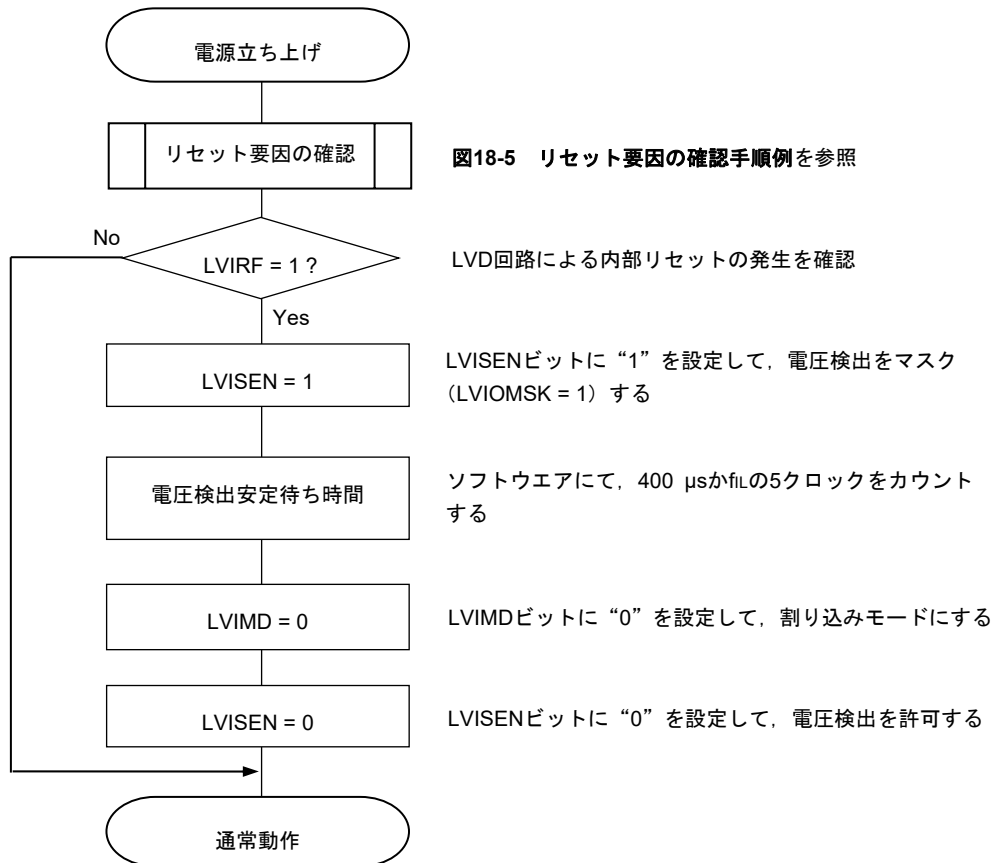 電源立ち上げ
リセット要因の確認
図18-5 リセット要因の確認手順例を参照
No
LVIRF = 1 ?
LVD回路による内部リセットの発生を確認
Yes
LVISEN = 1
LVISENビットに“1”を設定して，電圧検出をマスク
（LVIOMSK = 1）する
電圧検出安定待ち時間
ソフトウエアにて，400 μsかfILの5クロックをカウント
する
LVIMD = 0
LVIMDビットに“0”を設定して，割り込みモードにする
LVISEN = 0
LVISENビットに“0”を設定して，電圧検出を許可する
通常動作